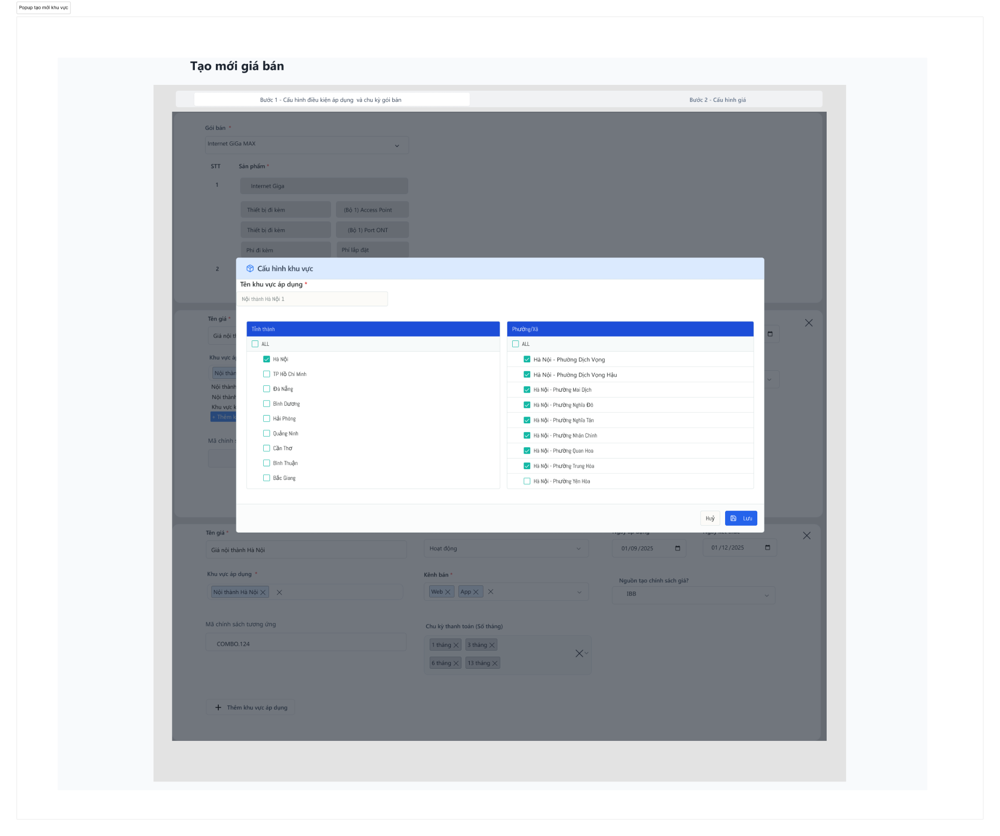 Popup tạo mới khu vực
Tạo mới giá bán
Bước 1 - Cấu hình điều kiện áp dụng và chu kỳ gói bán
Bước 2 - Cấu hình giá
Gói bán *
Internet GiGa MAX
STT
Sản phẩm *
1
Internet Giga
Thiết bị đi kèm
(Bộ 1) Access Point
Thiết bị đi kèm
(Bộ 1) Port ONT
Phí đi kèm
Phí lắp đặt
2
Cấu hình khu vực
Tên khu vực áp dụng *
Nội thành Hà Nội 1
Tỉnh thành
ALL
Hà Nội
TP Hồ Chí Minh
Đà Nẵng
Bình Dương
Hải Phòng
Quảng Ninh
Cần Thơ
Bình Thuận
Bắc Giang
Phường/Xã
ALL
Hà Nội - Phường Dịch Vọng
Hà Nội - Phường Dịch Vọng Hậu
Hà Nội - Phường Mai Dịch
Hà Nội - Phường Nghĩa Đô
Hà Nội - Phường Nghĩa Tân
Hà Nội - Phường Nhân Chính
Hà Nội - Phường Quan Hoa
Hà Nội - Phường Trung Hòa
Hà Nội - Phường Yên Hòa
Huỷ
Lưu
Tên giá *
Giá nội
Khu vực
Nội thàn
Nội thành
Nội thành
Khu vực
+ Thêm
Mã chính
Tên giá *
Giá nội thành Hà Nội
Hoạt động
01/09/2025
01/12/2025
Khu vực áp dụng *
Nội thành Hà Nội
Kênh bán *
Web
App
Nguồn tạo chính sách giá?
IBB
Mã chính sách tương ứng
COMBO.124
Chu kỳ thanh toán (Số tháng)
1 tháng
3 tháng
6 tháng
13 tháng
Thêm khu vực áp dụng